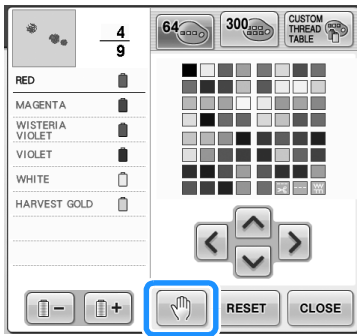 4
9
64
300
CUSTOM
THREAD
TABLE
RED
MAGENTA
WISTERIA
VIOLET
VIOLET
WHITE
HARVEST GOLD
−
+
RESET
CLOSE